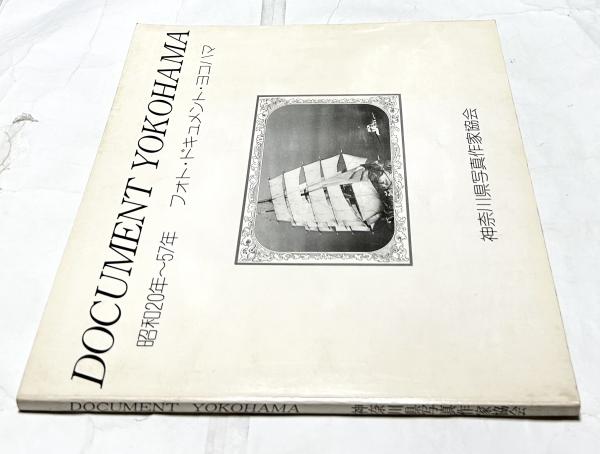 DOCUMENT YOKOHAMA
昭和20年〜57年 フォト・ドキュメント・ヨコハマ
神奈川県写真作家協会
DOCUMENT YOKOHAMA 神奈川県写真作家協会